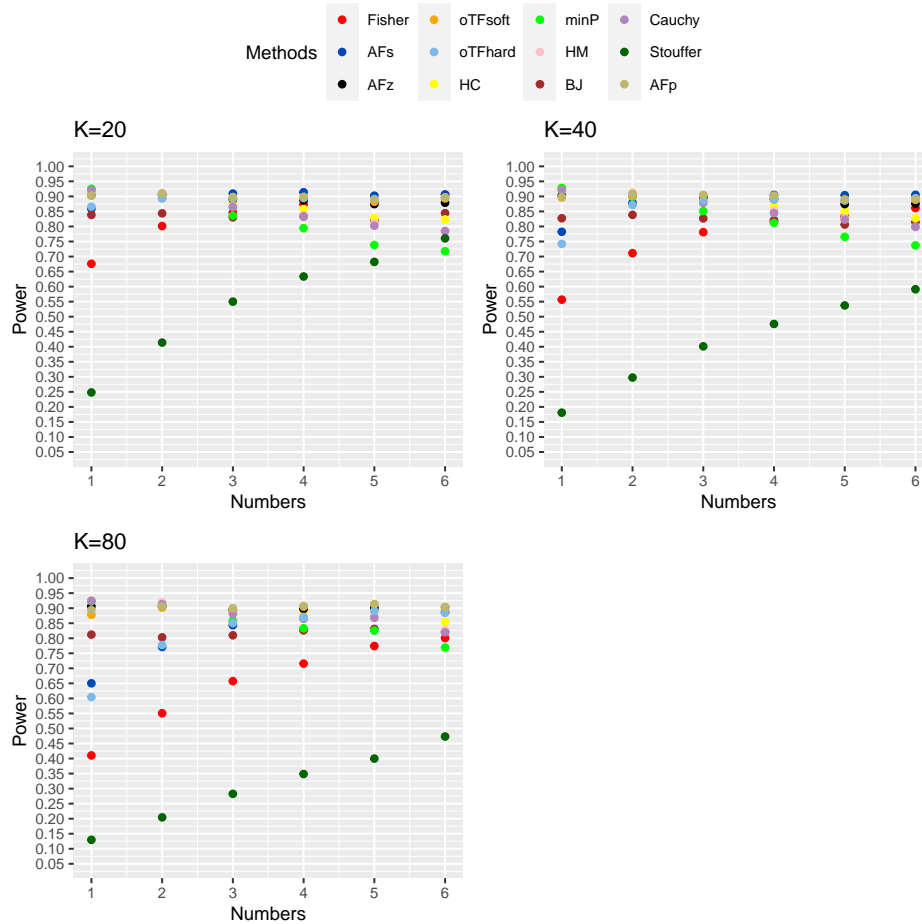 Methods
Fisher
AFs
AFz
oTFsoft
oTFhard
HC
minP
HM
BJ
Cauchy
Stouffer
AFp
K=20
Power
1.00
0.95
0.90
0.85
0.80
0.75
0.70
0.65
0.60
0.55
0.50
0.45
0.40
0.35
0.30
0.25
0.20
0.15
0.10
0.05
1 2 3 4 5 6
Numbers
K=40
Power
1.00
0.95
0.90
0.85
0.80
0.75
0.70
0.65
0.60
0.55
0.50
0.45
0.40
0.35
0.30
0.25
0.20
0.15
0.10
0.05
1 2 3 4 5 6
Numbers
K=80
Power
1.00
0.95
0.90
0.85
0.80
0.75
0.70
0.65
0.60
0.55
0.50
0.45
0.40
0.35
0.30
0.25
0.20
0.15
0.10
0.05
1 2 3 4 5 6
Numbers